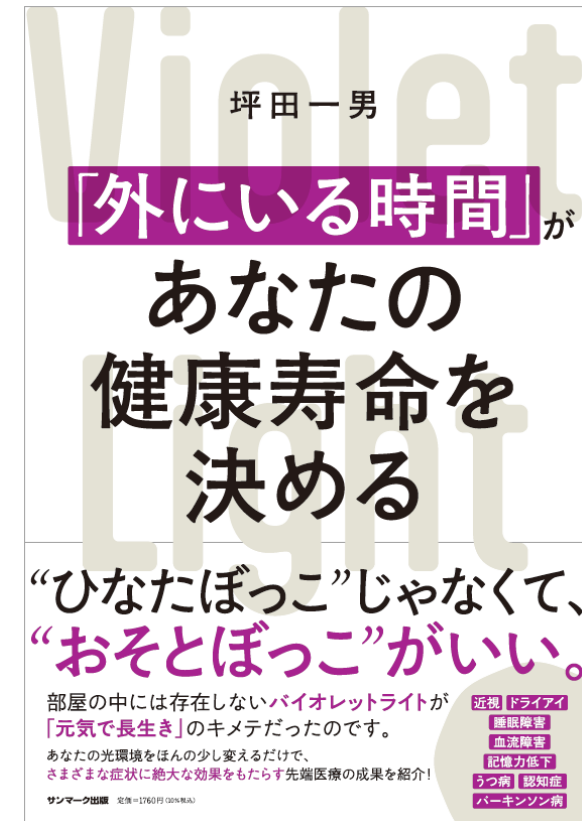 Violet
坪田一男
「外にいる時間」が
あなたの
健康寿命を
Light
決める
“ひなたぼっこ”じゃなくて、
“おそとぼっこ”がいい。
部屋の中には存在しないバイオレットライトが
「元気で長生き」のキメテだったのです。
あなたの光環境をほんの少し変えるだけで、
さまざまな症状に絶大な効果をもたらす先端医療の成果を紹介!
サンマーク出版 定価=1760円(10%税込)
近視 ドライアイ
睡眠障害
血流障害
記憶力低下
うつ病 認知症
パーキンソン病